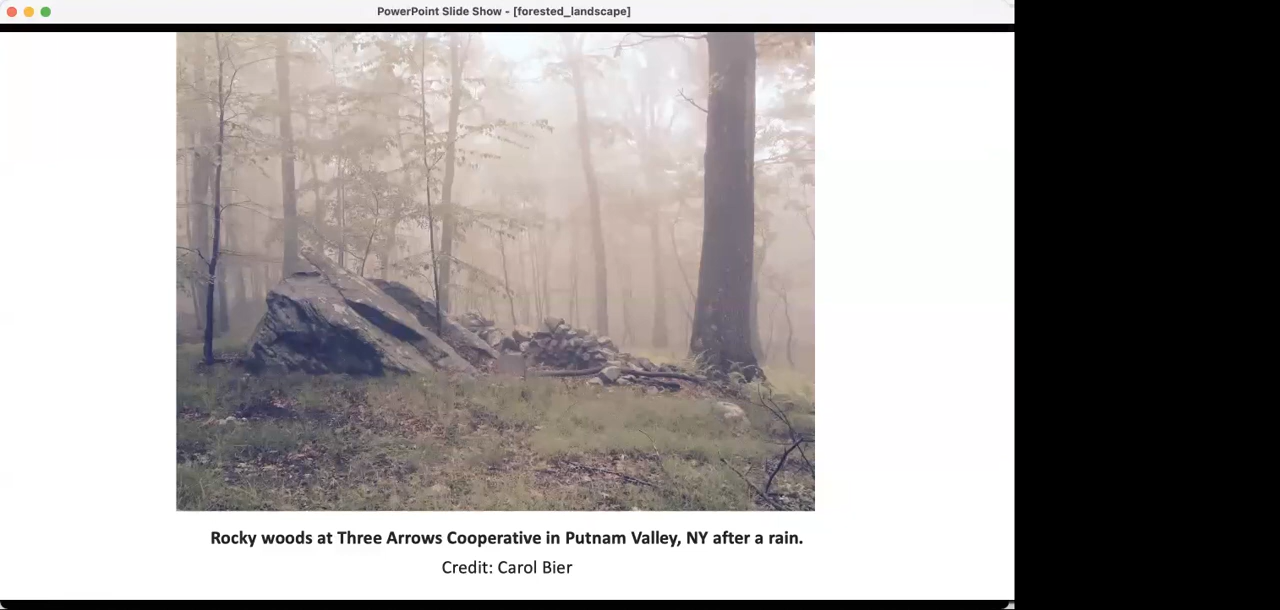 PowerPoint Slide Show - [forested_landscape]
Rocky woods at Three Arrows Cooperative in Putnam Valley, NY after a rain.
Credit: Carol Bier